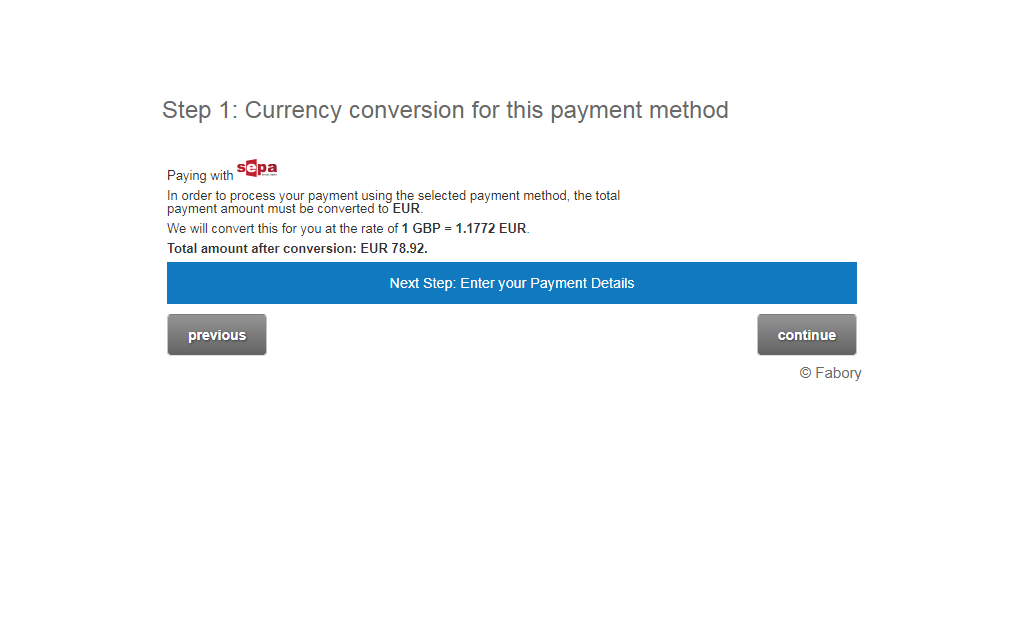 Step 1: Currency conversion for this payment method
Paying with sepa
In order to process your payment using the selected payment method, the total
payment amount must be converted to EUR.
We will convert this for you at the rate of 1 GBP = 1.1772 EUR.
Total amount after conversion: EUR 78.92.
Next Step: Enter your Payment Details
previous
continue
© Fabory